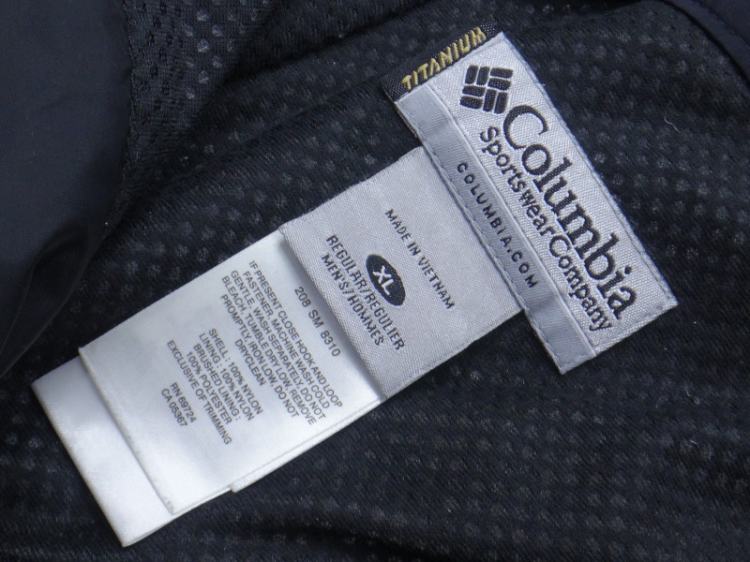 TITANIUM
Columbia
Sportswear Company
COLUMBIA.COM
MADE IN VIETNAM
XL
REGULAR/REGULIER
MEN'S/HOMMES
208 SM 8310
IF PRESENT CLOSE HOOK AND LOOP
FASTENER. MACHINE WASH COLD
GENTLE. WASH SEPARATELY. DO NOT
BLEACH. TUMBLE DRY LOW. REMOVE
PROMPTLY. IRON LOW. DO NOT
DRYCLEAN
SHELL : 100% NYLON
LINING : 100% NYLON
BRUSHED LINING :
100% POLYESTER
EXCLUSIVE OF TRIMMING
RN 69724
CA 05367